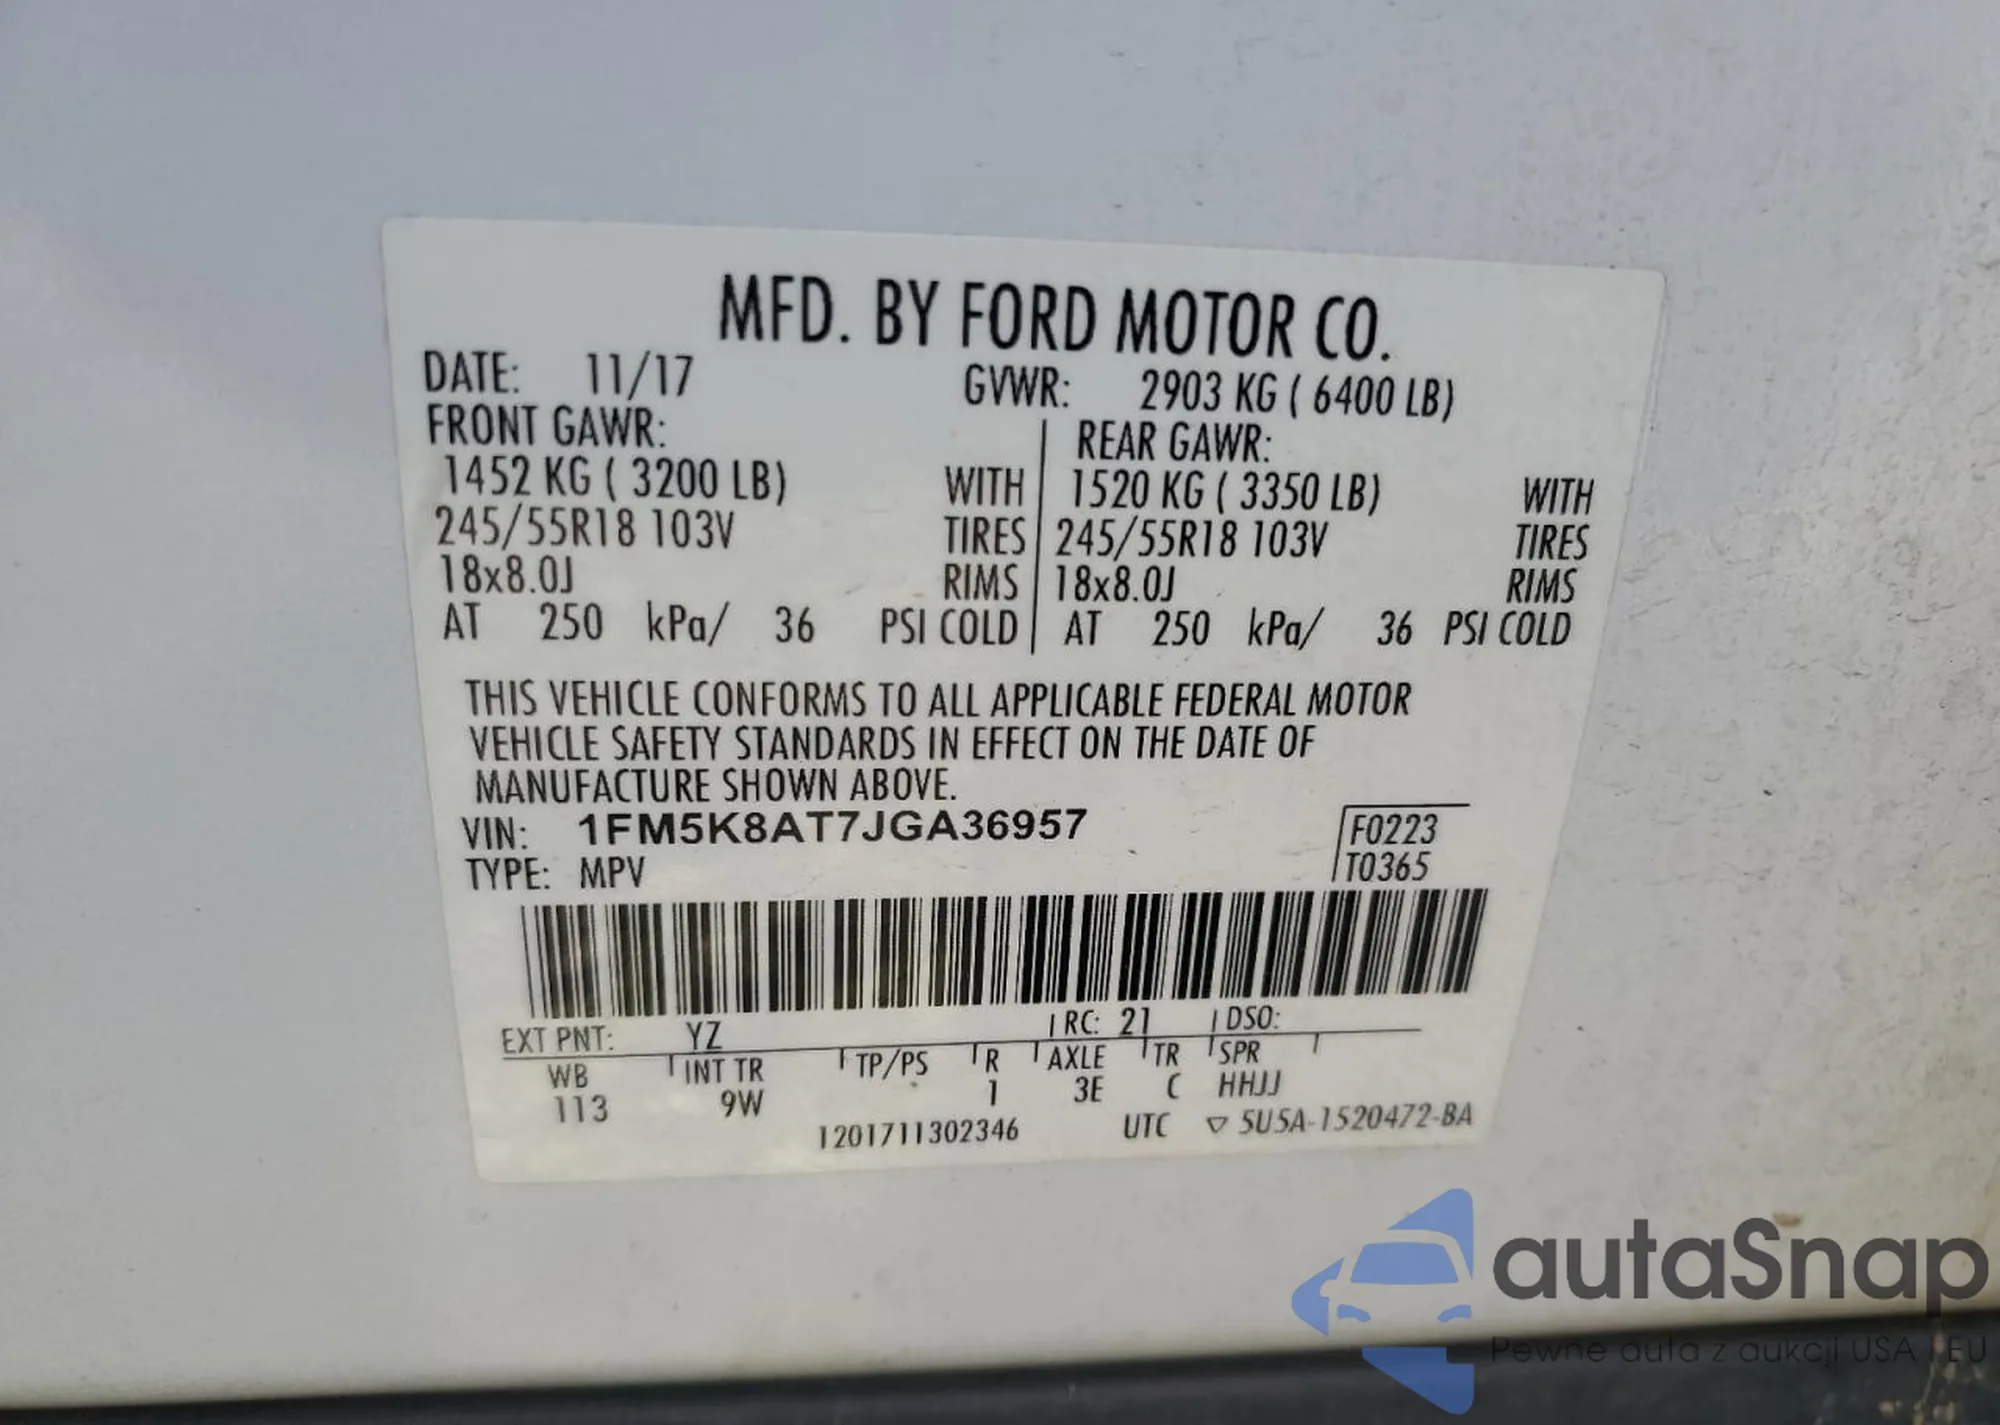 MFD. BY FORD MOTOR CO.
DATE: 11/17 GVWR: 2903 KG ( 6400 LB)
FRONT GAWR: REAR GAWR:
1452 KG ( 3200 LB) WITH 1520 KG ( 3350 LB) WITH
245/55R18 103V TIRES 245/55R18 103V TIRES
18x8.0J RIMS 18x8.0J RIMS
AT 250 kPa/ 36 PSI COLD AT 250 kPa/ 36 PSI COLD
THIS VEHICLE CONFORMS TO ALL APPLICABLE FEDERAL MOTOR
VEHICLE SAFETY STANDARDS IN EFFECT ON THE DATE OF
MANUFACTURE SHOWN ABOVE.
VIN: 1FM5K8AT7JGA36957 F0223
TYPE: MPV T0365
EXT PNT: YZ RC: 21 DSO:
WB INT TR TP/PS R AXLE TR SPR
113 9W 1 3E C HHJJ
1201711302346 UTC ▽ 5U5A-1520472-BA
autaSnap
Pewne auta z aukcji USA i EU